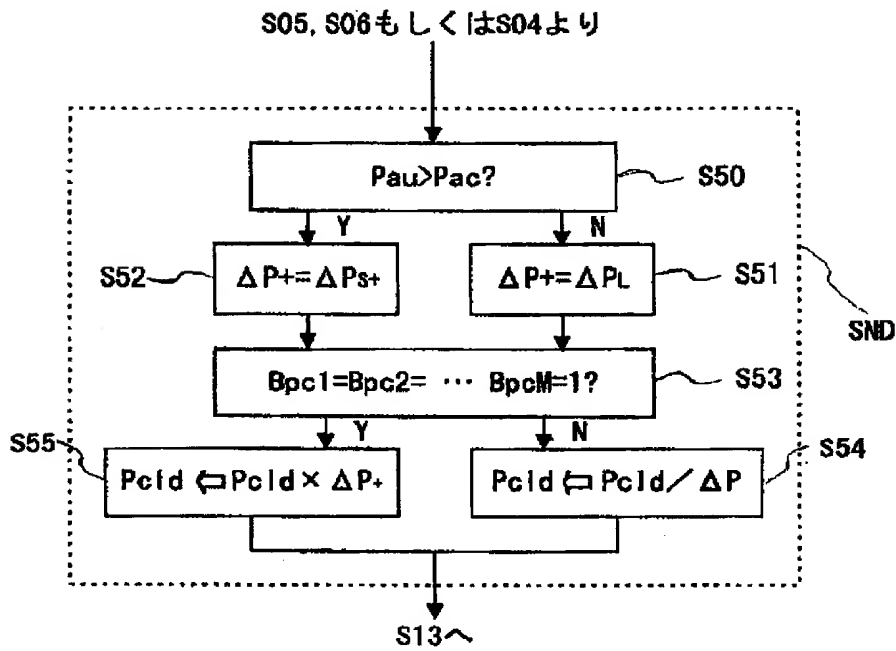 S05, S06もしくはS04より
Pau>Pac?
S50
Y
N
S52
ΔP+=ΔPS+
ΔP+=ΔPL
S51
SND
Bpc1=Bpc2= … BpcM=1?
S53
Y
N
S55
Pcld ⇦ Pcld × ΔP+
Pcld ⇦ Pcld／ΔP
S54
S13へ